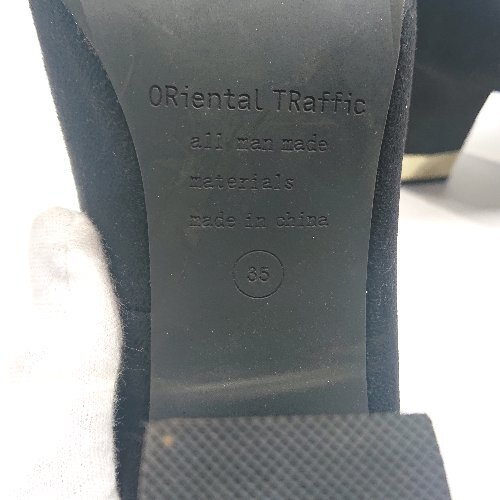 ORiental TRaffic
all man made
materials
made in china
35